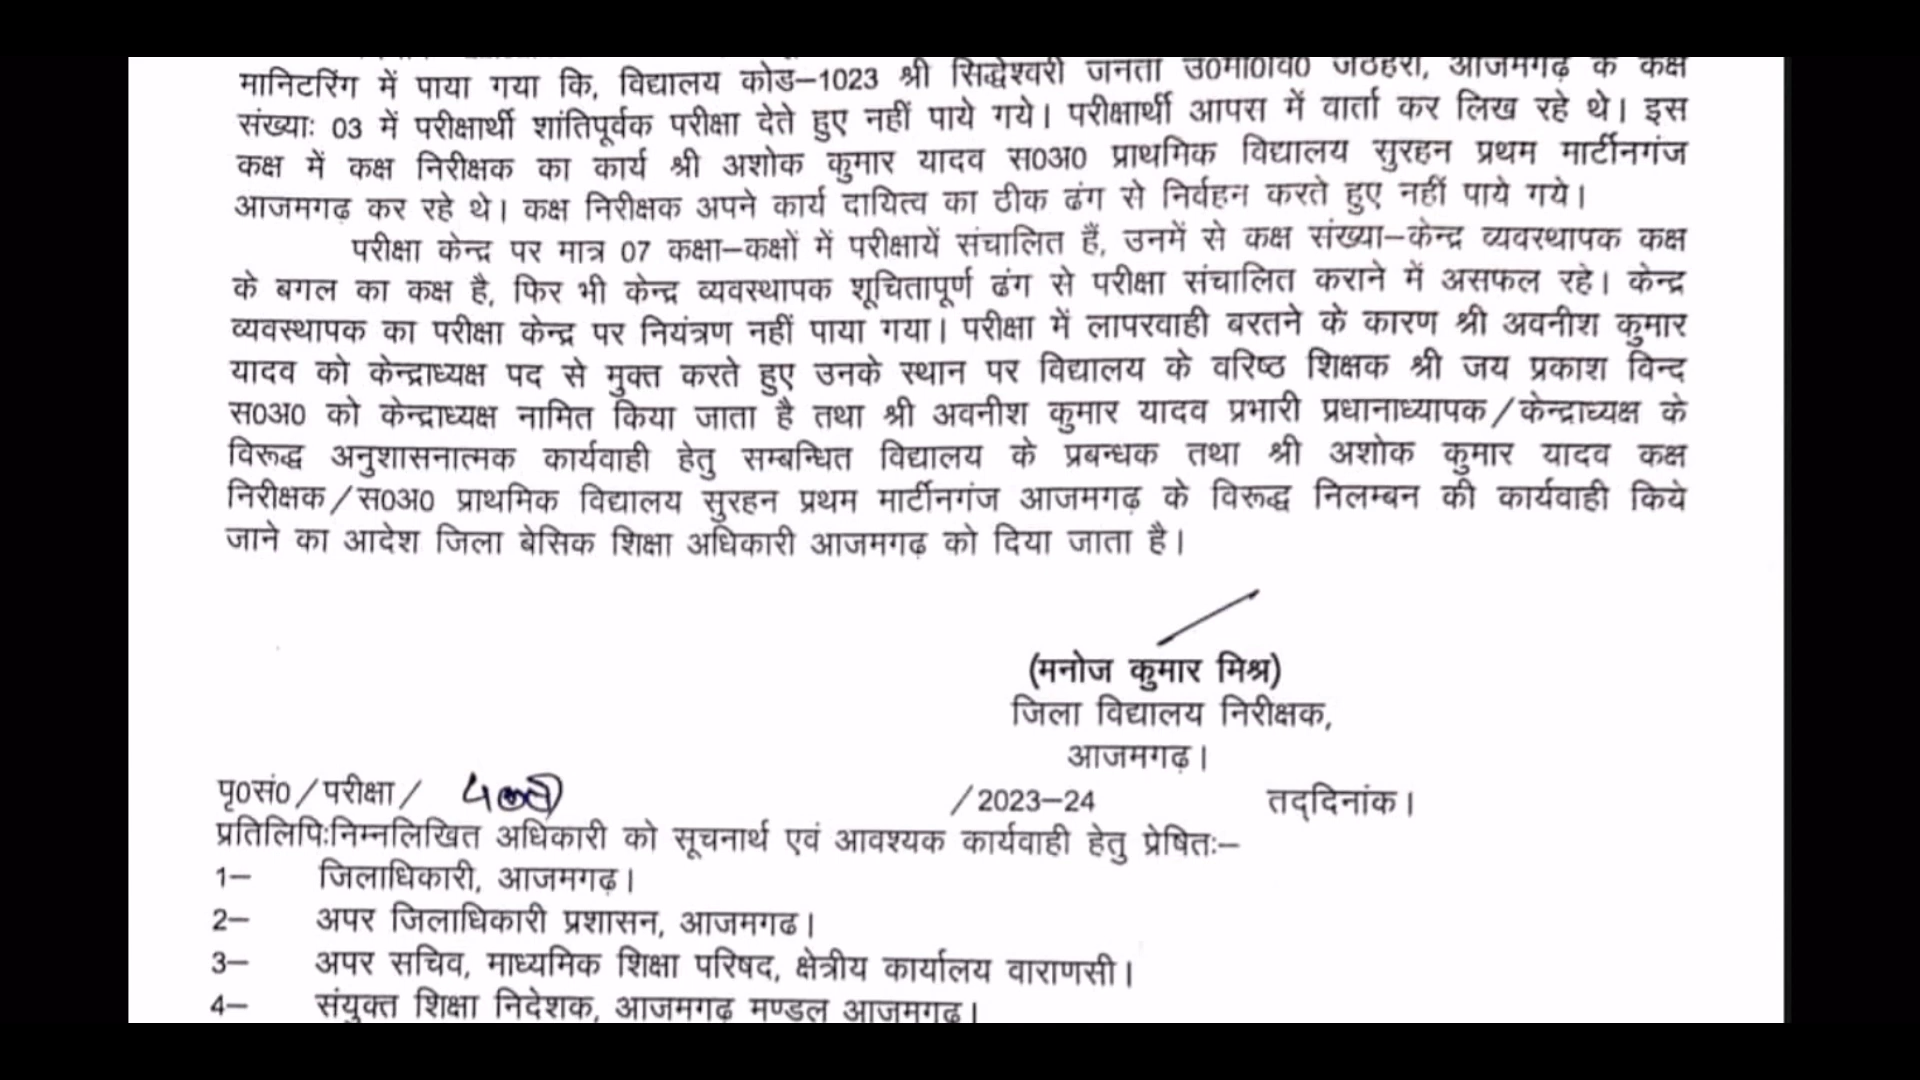 मानिटरिंग में पाया गया कि, विद्यालय कोड–1023 श्री सिद्धेश्वरी जनता उ0मा0वि0 जठहरा, आजमगढ़ के कक्ष
संख्याः 03 में परीक्षार्थी शांतिपूर्वक परीक्षा देते हुए नहीं पाये गये। परीक्षार्थी आपस में वार्ता कर लिख रहे थे। इस
कक्ष में कक्ष निरीक्षक का कार्य श्री अशोक कुमार यादव स0अ0 प्राथमिक विद्यालय सुरहन प्रथम मार्टीनगंज
आजमगढ़ कर रहे थे। कक्ष निरीक्षक अपने कार्य दायित्व का ठीक ढंग से निर्वहन करते हुए नहीं पाये गये।
परीक्षा केन्द्र पर मात्र 07 कक्षा–कक्षों में परीक्षायें संचालित हैं, उनमें से कक्ष संख्या–केन्द्र व्यवस्थापक कक्ष
के बगल का कक्ष है, फिर भी केन्द्र व्यवस्थापक शूचितापूर्ण ढंग से परीक्षा संचालित कराने में असफल रहे। केन्द्र
व्यवस्थापक का परीक्षा केन्द्र पर नियंत्रण नहीं पाया गया। परीक्षा में लापरवाही बरतने के कारण श्री अवनीश कुमार
यादव को केन्द्राध्यक्ष पद से मुक्त करते हुए उनके स्थान पर विद्यालय के वरिष्ठ शिक्षक श्री जय प्रकाश विन्द
स0अ0 को केन्द्राध्यक्ष नामित किया जाता है तथा श्री अवनीश कुमार यादव प्रभारी प्रधानाध्यापक/केन्द्राध्यक्ष के
विरूद्ध अनुशासनात्मक कार्यवाही हेतु सम्बन्धित विद्यालय के प्रबन्धक तथा श्री अशोक कुमार यादव कक्ष
निरीक्षक/स0अ0 प्राथमिक विद्यालय सुरहन प्रथम मार्टीनगंज आजमगढ़ के विरूद्ध निलम्बन की कार्यवाही किये
जाने का आदेश जिला बेसिक शिक्षा अधिकारी आजमगढ़ को दिया जाता है।
(मनोज कुमार मिश्र)
जिला विद्यालय निरीक्षक,
आजमगढ़।
पृ0सं0/परीक्षा/ /2023–24 तद्दिनांक।
प्रतिलिपिःनिम्नलिखित अधिकारी को सूचनार्थ एवं आवश्यक कार्यवाही हेतु प्रेषितः–
1– जिलाधिकारी, आजमगढ़।
2– अपर जिलाधिकारी प्रशासन, आजमगढ।
3– अपर सचिव, माध्यमिक शिक्षा परिषद, क्षेत्रीय कार्यालय वाराणसी।
4– संयुक्त शिक्षा निदेशक, आजमगढ़ मण्डल आजमगढ़।